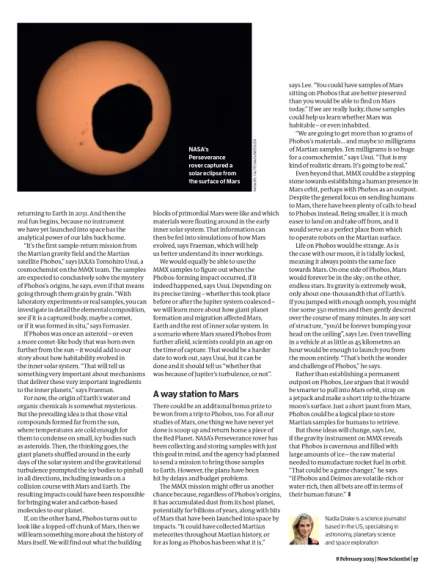 NASA's
Perseverance
rover captured a
solar eclipse from
the surface of Mars
returning to Earth in 2031. And then the
real fun begins, because no instrument
we have yet launched into space has the
analytical power of our labs back home.
"It's the first sample-return mission from
the Martian gravity field and the Martian
satellite Phobos," says JAXA's Tomohiro Usui, a
cosmochemist on the MMX team. The samples
are expected to conclusively solve the mystery
of Phobos's origins, he says, even if that means
going through them grain by grain. "With
laboratory experiments or real samples, you can
investigate in detail the elemental composition,
see if it is a captured body, maybe a comet,
or if it was formed in situ," says Fornasier.
If Phobos was once an asteroid – or even
a more comet-like body that was born even
further from the sun – it would add to our
story about how habitability evolved in
the inner solar system. "That will tell us
something very important about mechanisms
that deliver these very important ingredients
to the inner planets," says Fraeman.
For now, the origin of Earth's water and
organic chemicals is somewhat mysterious.
But the prevailing idea is that those vital
compounds formed far from the sun,
where temperatures are cold enough for
them to condense on small, icy bodies such
as asteroids. Then, the thinking goes, the
giant planets shuffled around in the early
days of the solar system and the gravitational
turbulence prompted the icy bodies to pinball
in all directions, including inwards on a
collision course with Mars and Earth. The
resulting impacts could have been responsible
for bringing water and carbon-based
molecules to our planet.
If, on the other hand, Phobos turns out to
look like a lopped-off chunk of Mars, then we
will learn something more about the history of
Mars itself. We will find out what the building
blocks of primordial Mars were like and which
materials were floating around in the early
inner solar system. That information can
then be fed into simulations of how Mars
evolved, says Fraeman, which will help
us better understand its inner workings.
We would equally be able to use the
MMX samples to figure out when the
Phobos-forming impact occurred, if it
indeed happened, says Usui. Depending on
its precise timing – whether this took place
before or after the Jupiter system coalesced –
we will learn more about how giant planet
formation and migration affected Mars,
Earth and the rest of inner solar system. In
a scenario where Mars snared Phobos from
further afield, scientists could pin an age on
the time of capture. That would be a harder
date to work out, says Usui, but it can be
done and it should tell us "whether that
was because of Jupiter's turbulence, or not".
A way station to Mars
There could be an additional bonus prize to
be won from a trip to Phobos, too. For all our
studies of Mars, one thing we have never yet
done is scoop up and return home a piece of the
Red Planet. NASA's Perseverance rover has
been collecting and storing samples with just
this goal in mind, and the agency had planned
to send a mission to bring those samples
to Earth. However, the plans have been
hit by delays and budget problems.
The MMX mission might offer us another
chance because, regardless of Phobos's origins,
it has accumulated dust from its host planet,
potentially for billions of years, along with bits
of Mars that have been launched into space by
impacts. "It could have collected Martian
meteorites throughout Martian history, or
for as long as Phobos has been what it is,"
says Lee. "You could have samples of Mars
sitting on Phobos that are better preserved
than you would be able to find on Mars
today." If we are really lucky, those samples
could help us learn whether Mars was
habitable – or even inhabited.
"We are going to get more than 10 grams of
Phobos's materials... and maybe 10 milligrams
of Martian samples. Ten milligrams is so huge
for a cosmochemist," says Usui. "That is my
kind of realistic dream. It's going to be real."
Even beyond that, MMX could be a stepping
stone towards establishing a human presence in
Mars orbit, perhaps with Phobos as an outpost.
Despite the general focus on sending humans
to Mars, there have been plenty of calls to head
to Phobos instead. Being smaller, it is much
easier to land on and take off from, and it
would serve as a perfect place from which
to operate robots on the Martian surface.
Life on Phobos would be strange. As is
the case with our moon, it is tidally locked,
meaning it always points the same face
towards Mars. On one side of Phobos, Mars
would forever be in the sky; on the other,
endless stars. Its gravity is extremely weak,
only about one-thousandth that of Earth's.
If you jumped with enough oomph, you might
rise some 350 metres and then gently descend
over the course of many minutes. In any sort
of structure, "you'd be forever bumping your
head on the ceiling", says Lee. Even travelling
in a vehicle at as little as 45 kilometres an
hour would be enough to launch you from
the moon entirely. "That's both the wonder
and challenge of Phobos," he says.
Rather than establishing a permanent
outpost on Phobos, Lee argues that it would
be smarter to pull into Mars orbit, strap on
a jetpack and make a short trip to the bizarre
moon's surface. Just a jaunt from Mars,
Phobos could be a logical place to store
Martian samples for humans to retrieve.
But those ideas will change, says Lee,
if the gravity instrument on MMX reveals
that Phobos is cavernous and filled with
large amounts of ice – the raw material
needed to manufacture rocket fuel in orbit.
"That could be a game changer," he says.
"If Phobos and Deimos are volatile-rich or
water-rich, then all bets are off in terms of
their human future."
Nadia Drake is a science journalist
based in the US, specialising in
astronomy, planetary science
and space exploration
8 February 2025 | New Scientist | 37